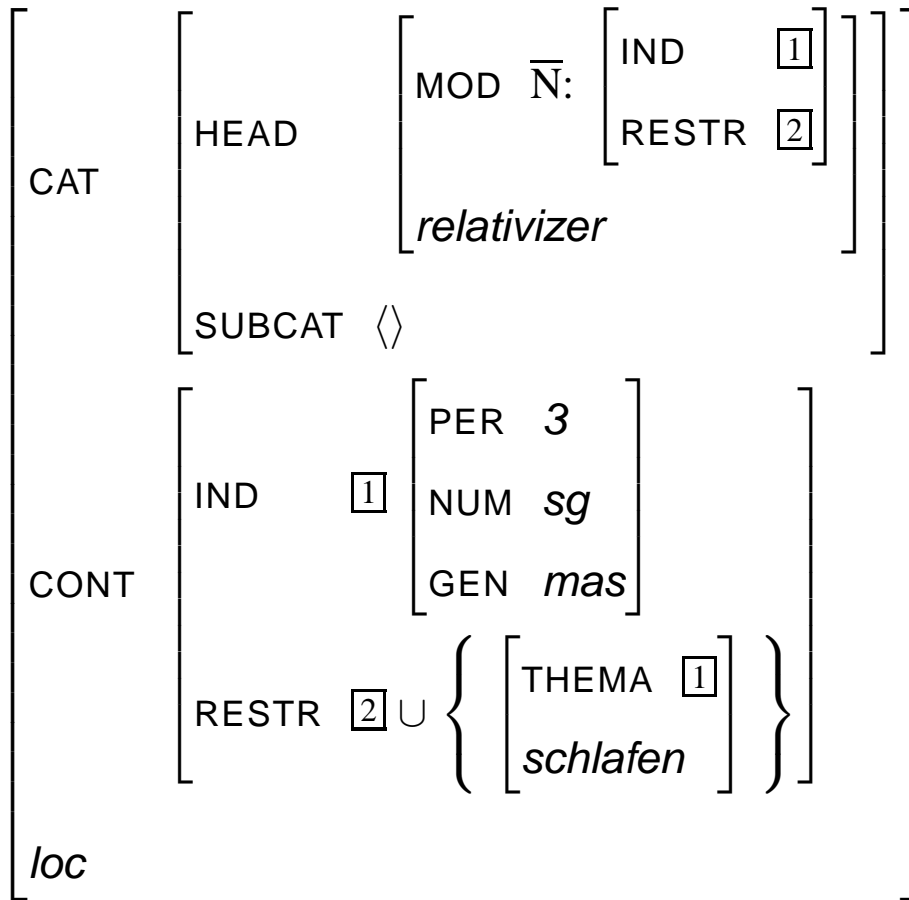 MOD N̅: IND 1
HEAD RESTR 2
CAT
relativizer
SUBCAT ⟨⟩
PER 3
IND 1 NUM sg
CONT GEN mas
RESTR 2 ∪ { THEMA 1
schlafen }
loc